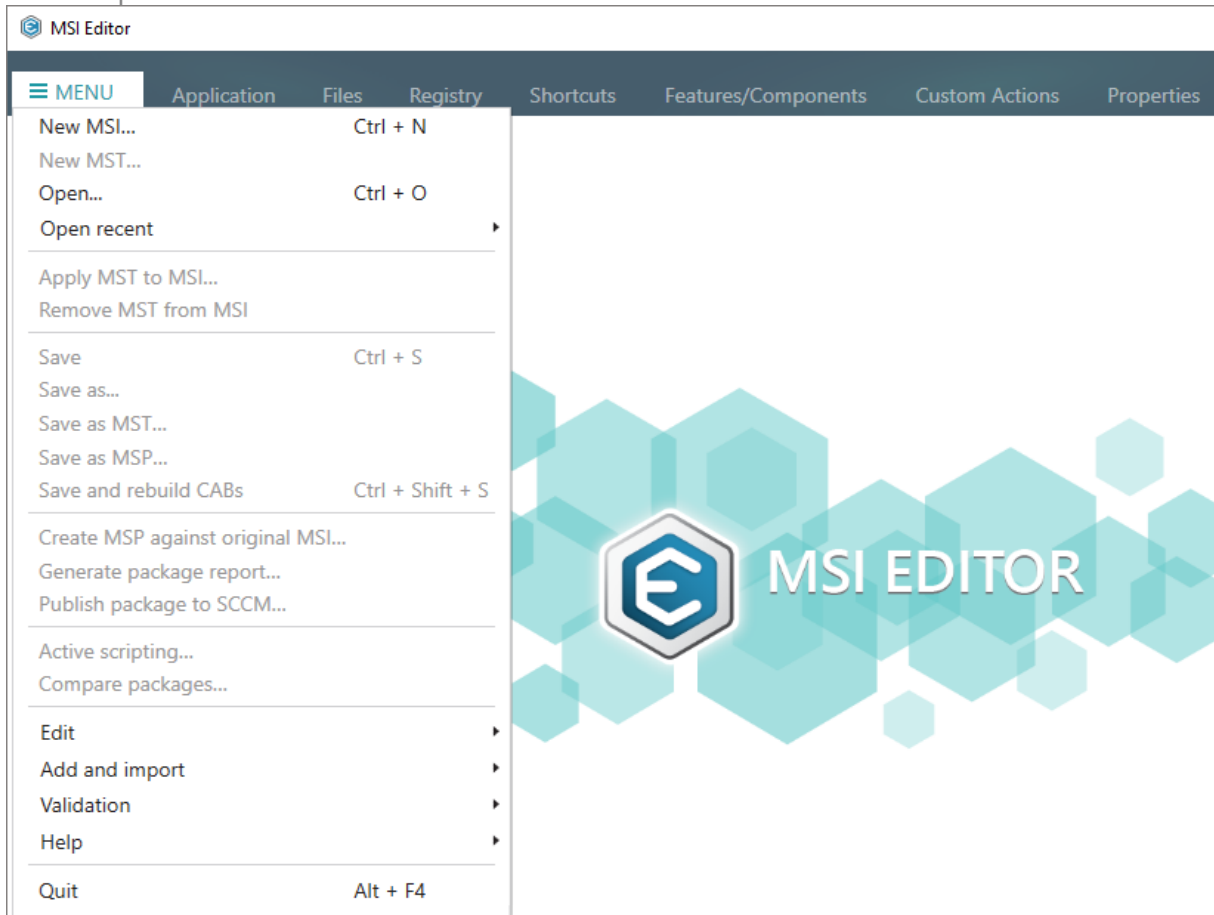 MSI Editor
MENU Application Files Registry Shortcuts Features/Components Custom Actions Properties
New MSI... Ctrl + N
New MST...
Open... Ctrl + O
Open recent
Apply MST to MSI...
Remove MST from MSI
Save Ctrl + S
Save as...
Save as MST...
Save as MSP...
Save and rebuild CABs Ctrl + Shift + S
Create MSP against original MSI...
Generate package report...
Publish package to SCCM...
Active scripting...
Compare packages...
Edit
Add and import
Validation
Help
Quit Alt + F4
MSI EDITOR